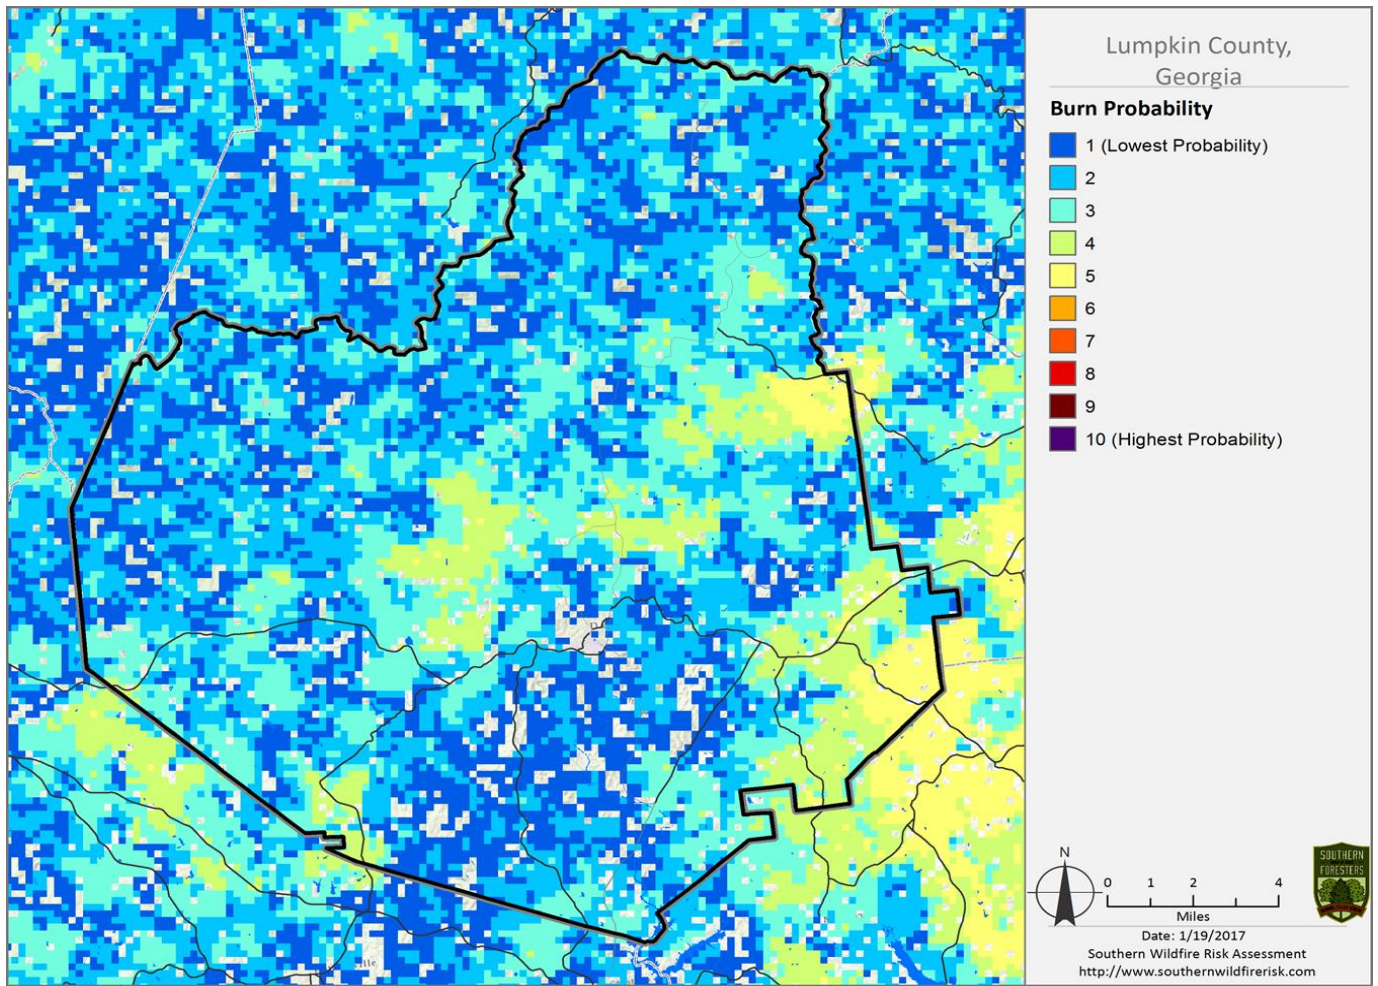 Lumpkin County,
Georgia
Burn Probability
1 (Lowest Probability)
2
3
4
5
6
7
8
9
10 (Highest Probability)
N
0 1 2 4
Miles
SOUTHERN
FORESTERS
Date: 1/19/2017
Southern Wildfire Risk Assessment
http://www.southernwildfirerisk.com